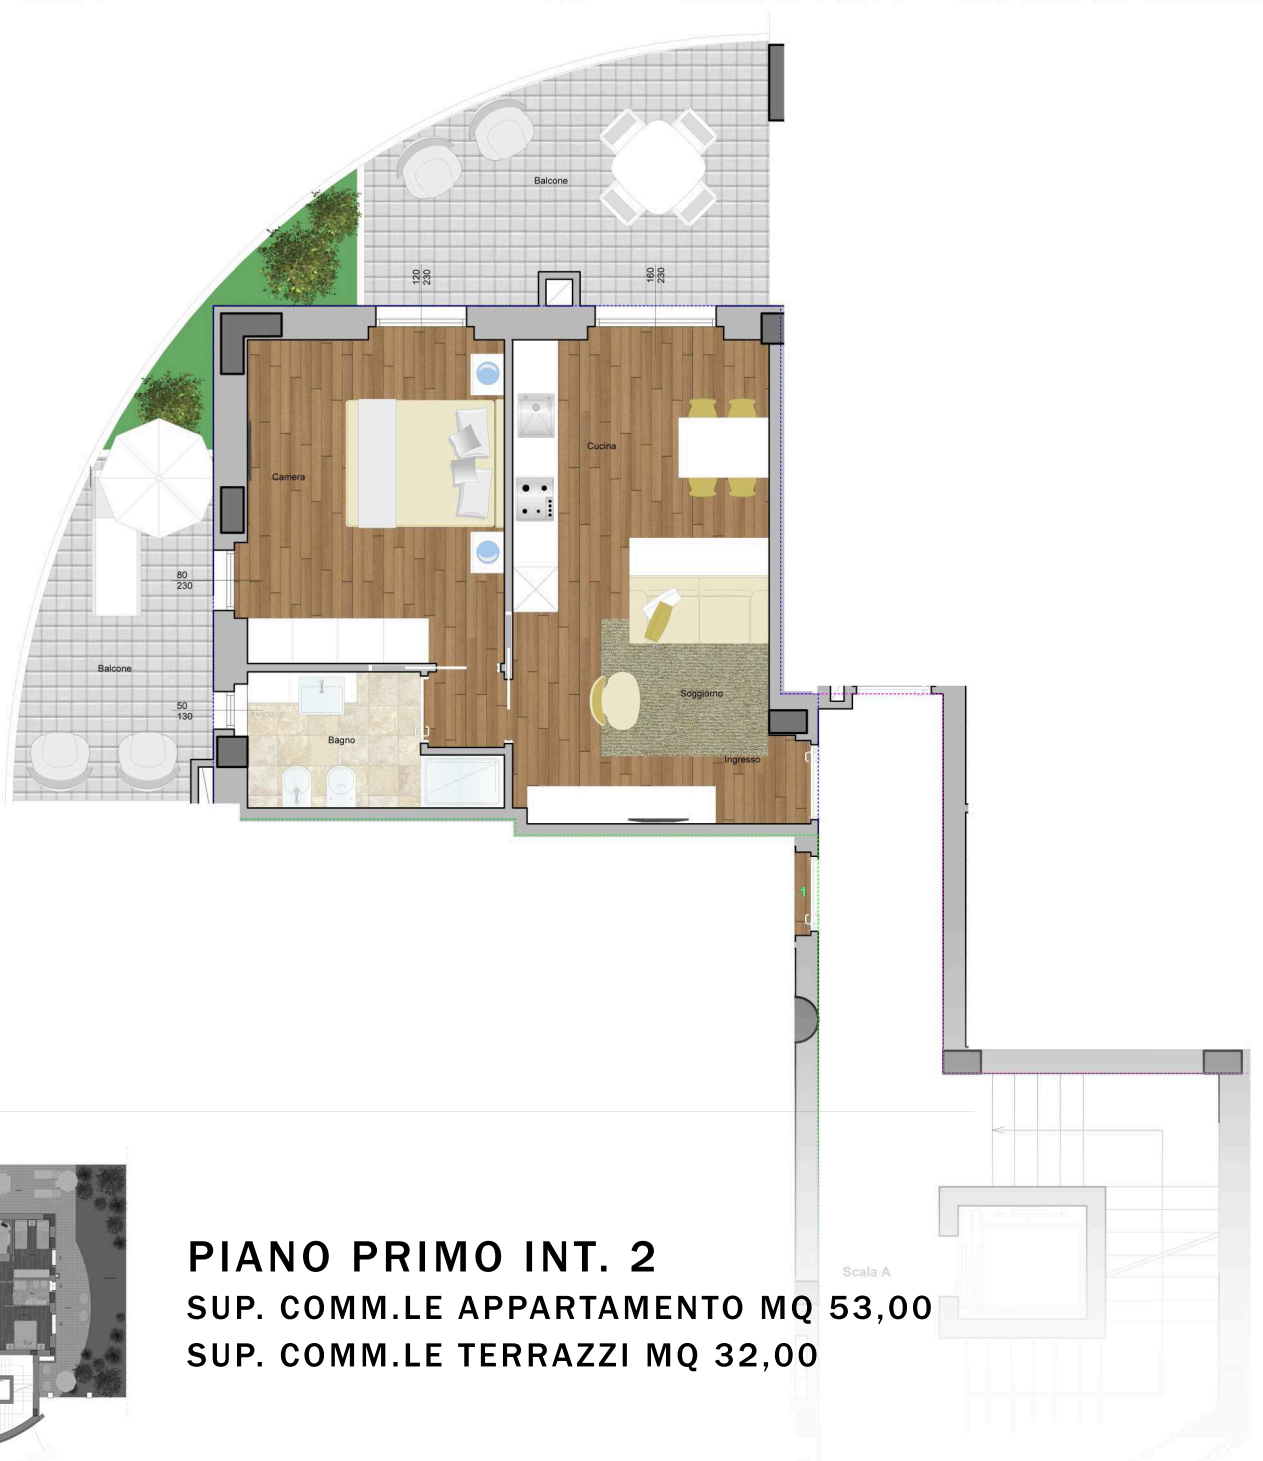 Balcone
120
230
160
230
Cucina
Camera
80
230
Balcone
Soggiorno
50
130
Bagno
Ingresso
1
PIANO PRIMO INT. 2
Scala A
SUP. COMM.LE APPARTAMENTO MQ 53,00
SUP. COMM.LE TERRAZZI MQ 32,00